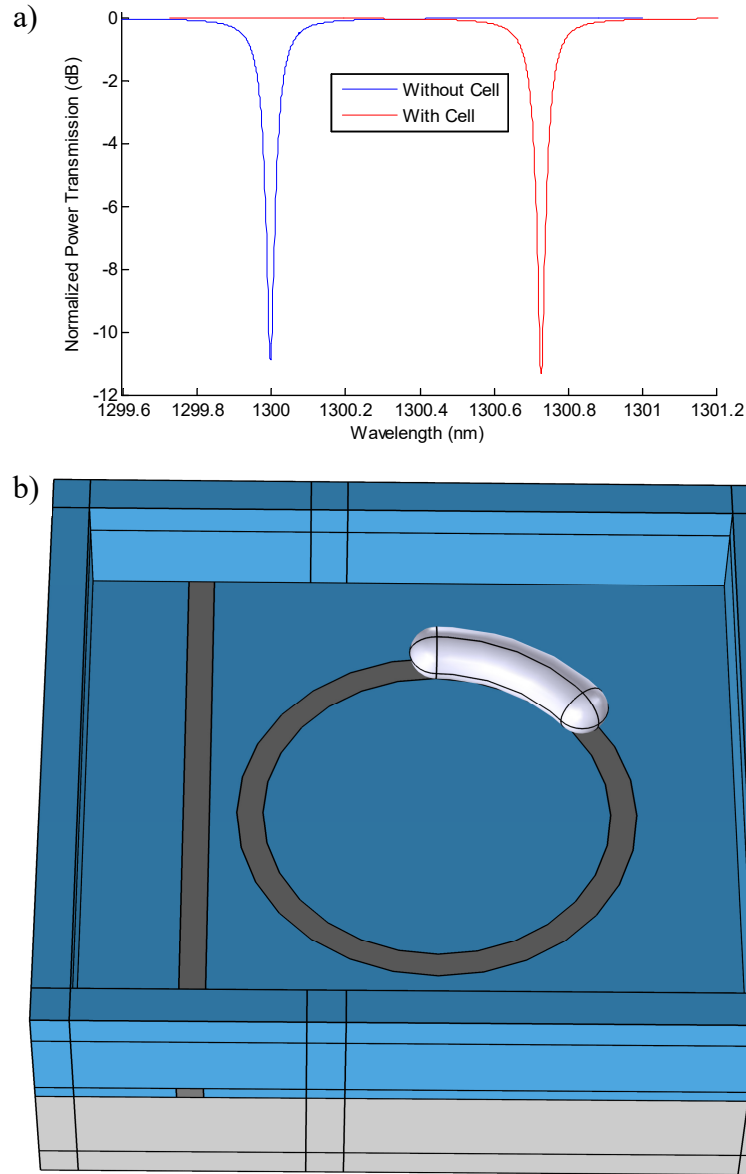 a)
Normalized Power Transmission (dB)
0
-2
-4
-6
-8
-10
-12
Without Cell
With Cell
1299.6 1299.8 1300 1300.2 1300.4 1300.6 1300.8 1301 1301.2
Wavelength (nm)
b)